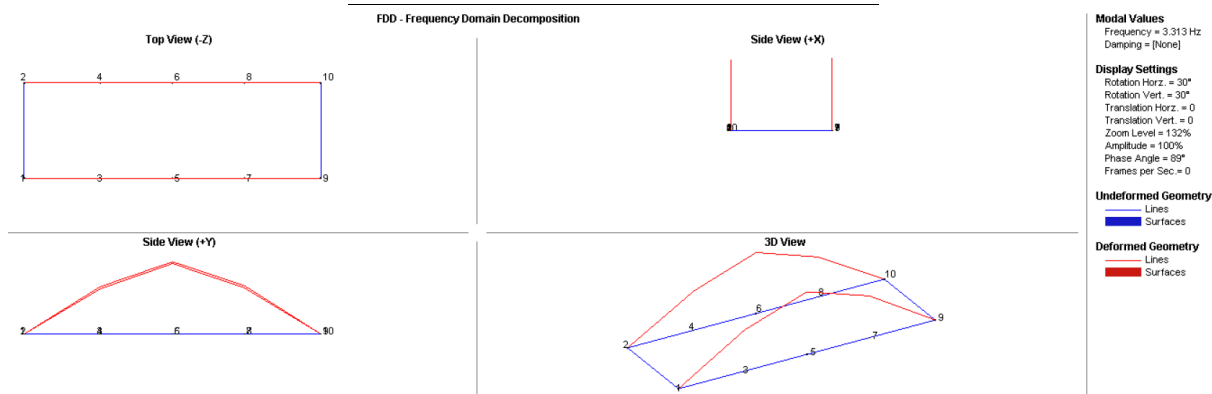 FDD - Frequency Domain Decomposition
Top View (-Z)
2 4 6 8 10
1 3 5 7 9
Side View (+X)
Side View (+Y)
6
3D View
10
8
6
4
2
9
7
5
3
1
Modal Values
Frequency = 3.313 Hz
Damping = [None]
Display Settings
Rotation Horz. = 30°
Rotation Vert. = 30°
Translation Horz. = 0
Translation Vert. = 0
Zoom Level = 132%
Amplitude = 100%
Phase Angle = 89°
Frames per Sec.= 0
Undeformed Geometry
Lines
Surfaces
Deformed Geometry
Lines
Surfaces